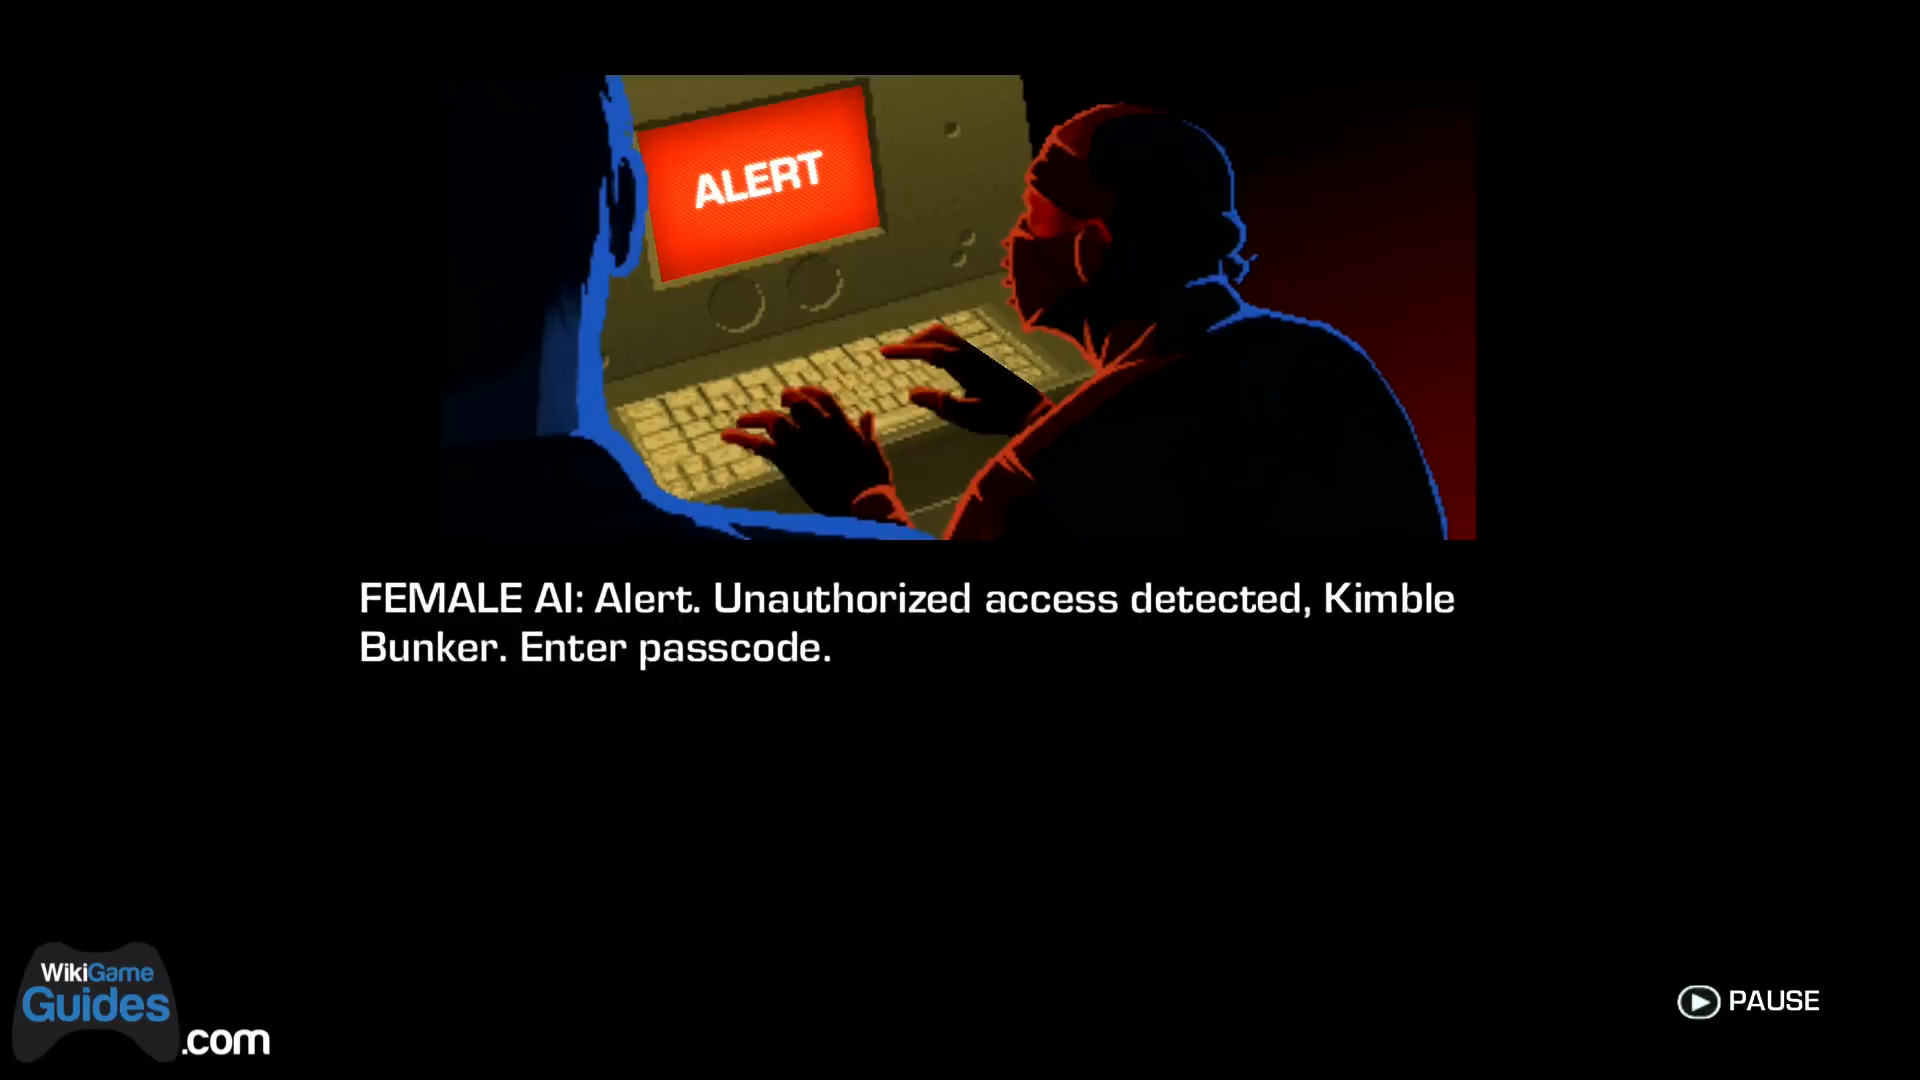 ALERT
FEMALE AI: Alert. Unauthorized access detected, Kimble
Bunker. Enter passcode.
WikiGame
Guides
.com
PAUSE